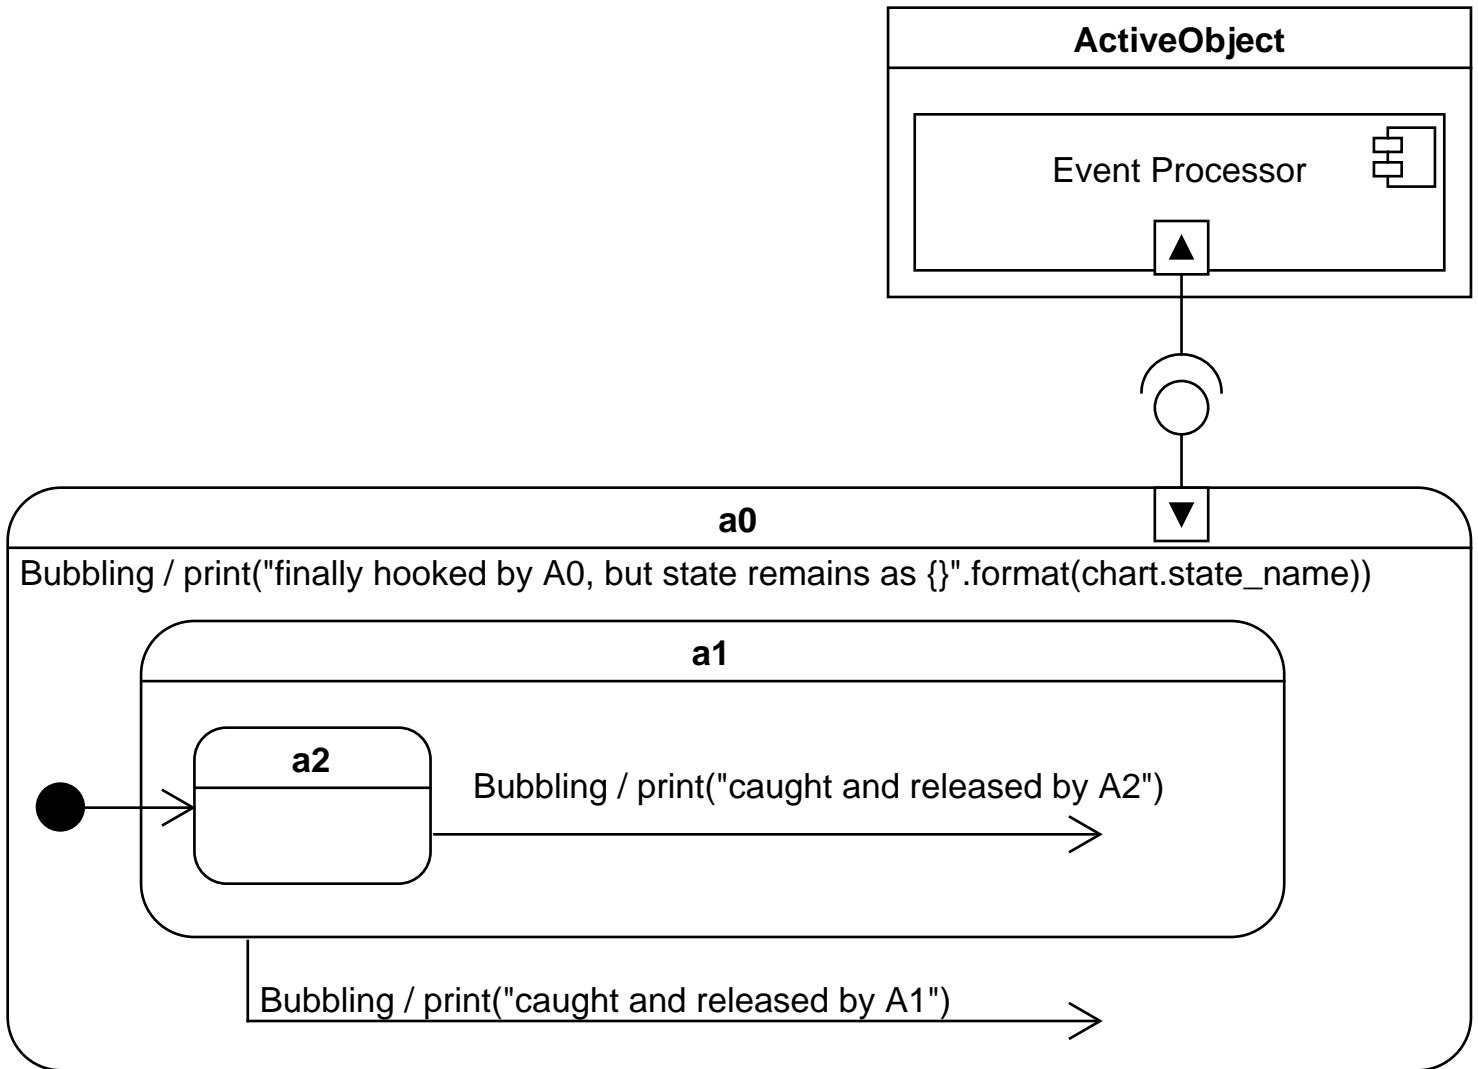 ActiveObject
Event Processor
a0
Bubbling / print("finally hooked by A0, but state remains as {}".format(chart.state_name))
a1
a2
Bubbling / print("caught and released by A2")
Bubbling / print("caught and released by A1")